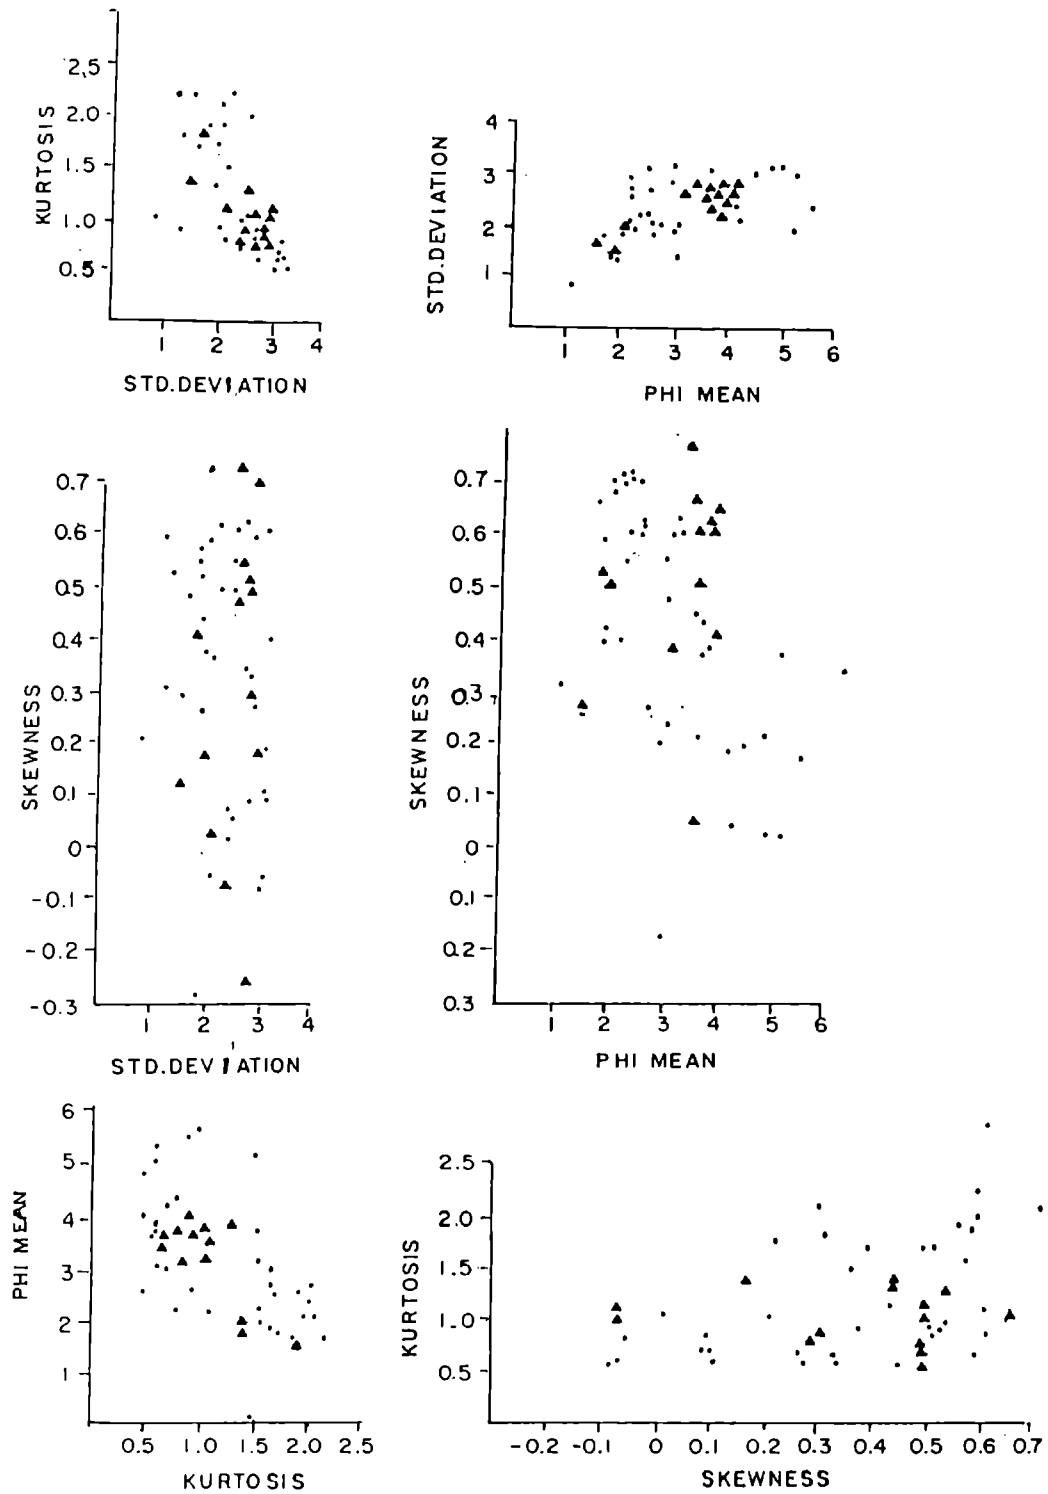 KURTOSIS
2.5
2.0
1.5
1.0
0.5
1 2 3 4
STD.DEVIATION
STD.DEVIATION
4
3
2
1
1 2 3 4 5 6
PHI MEAN
SKEWNESS
0.7
0.6
0.5
0.4
0.3
0.2
0.1
0
-0.1
-0.2
-0.3
1 2 3 4
STD.DEVIATION
SKEWNESS
0.7
0.6
0.5
0.4
0.3
0.2
0.1
0
0.1
0.2
0.3
1 2 3 4 5 6
PHI MEAN
PHI MEAN
6
5
4
3
2
1
0.5 1.0 1.5 2.0 2.5
KURTOSIS
KURTOSIS
2.5
2.0
1.5
1.0
0.5
-0.2 -0.1 0 0.1 0.2 0.3 0.4 0.5 0.6 0.7
SKEWNESS